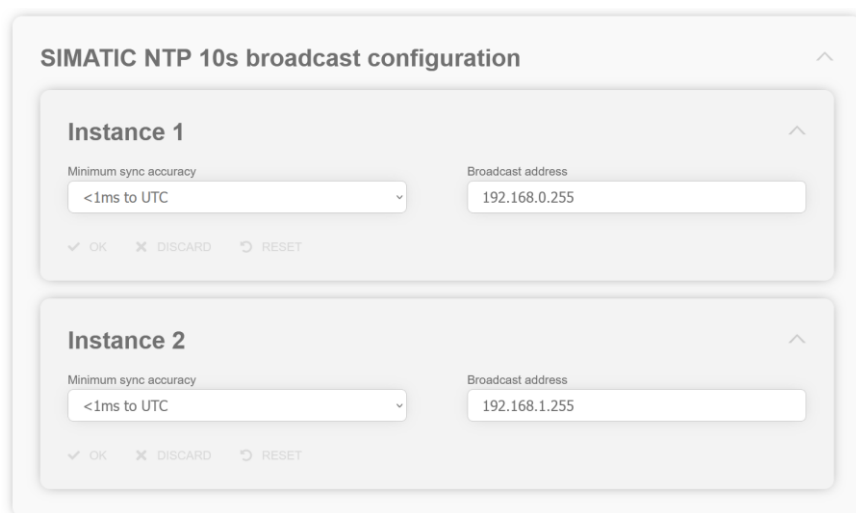 SIMATIC NTP 10s broadcast configuration
Instance 1
Minimum sync accuracy
Broadcast address
<1ms to UTC
192.168.0.255
OK DISCARD RESET
Instance 2
Minimum sync accuracy
Broadcast address
<1ms to UTC
192.168.1.255
OK DISCARD RESET